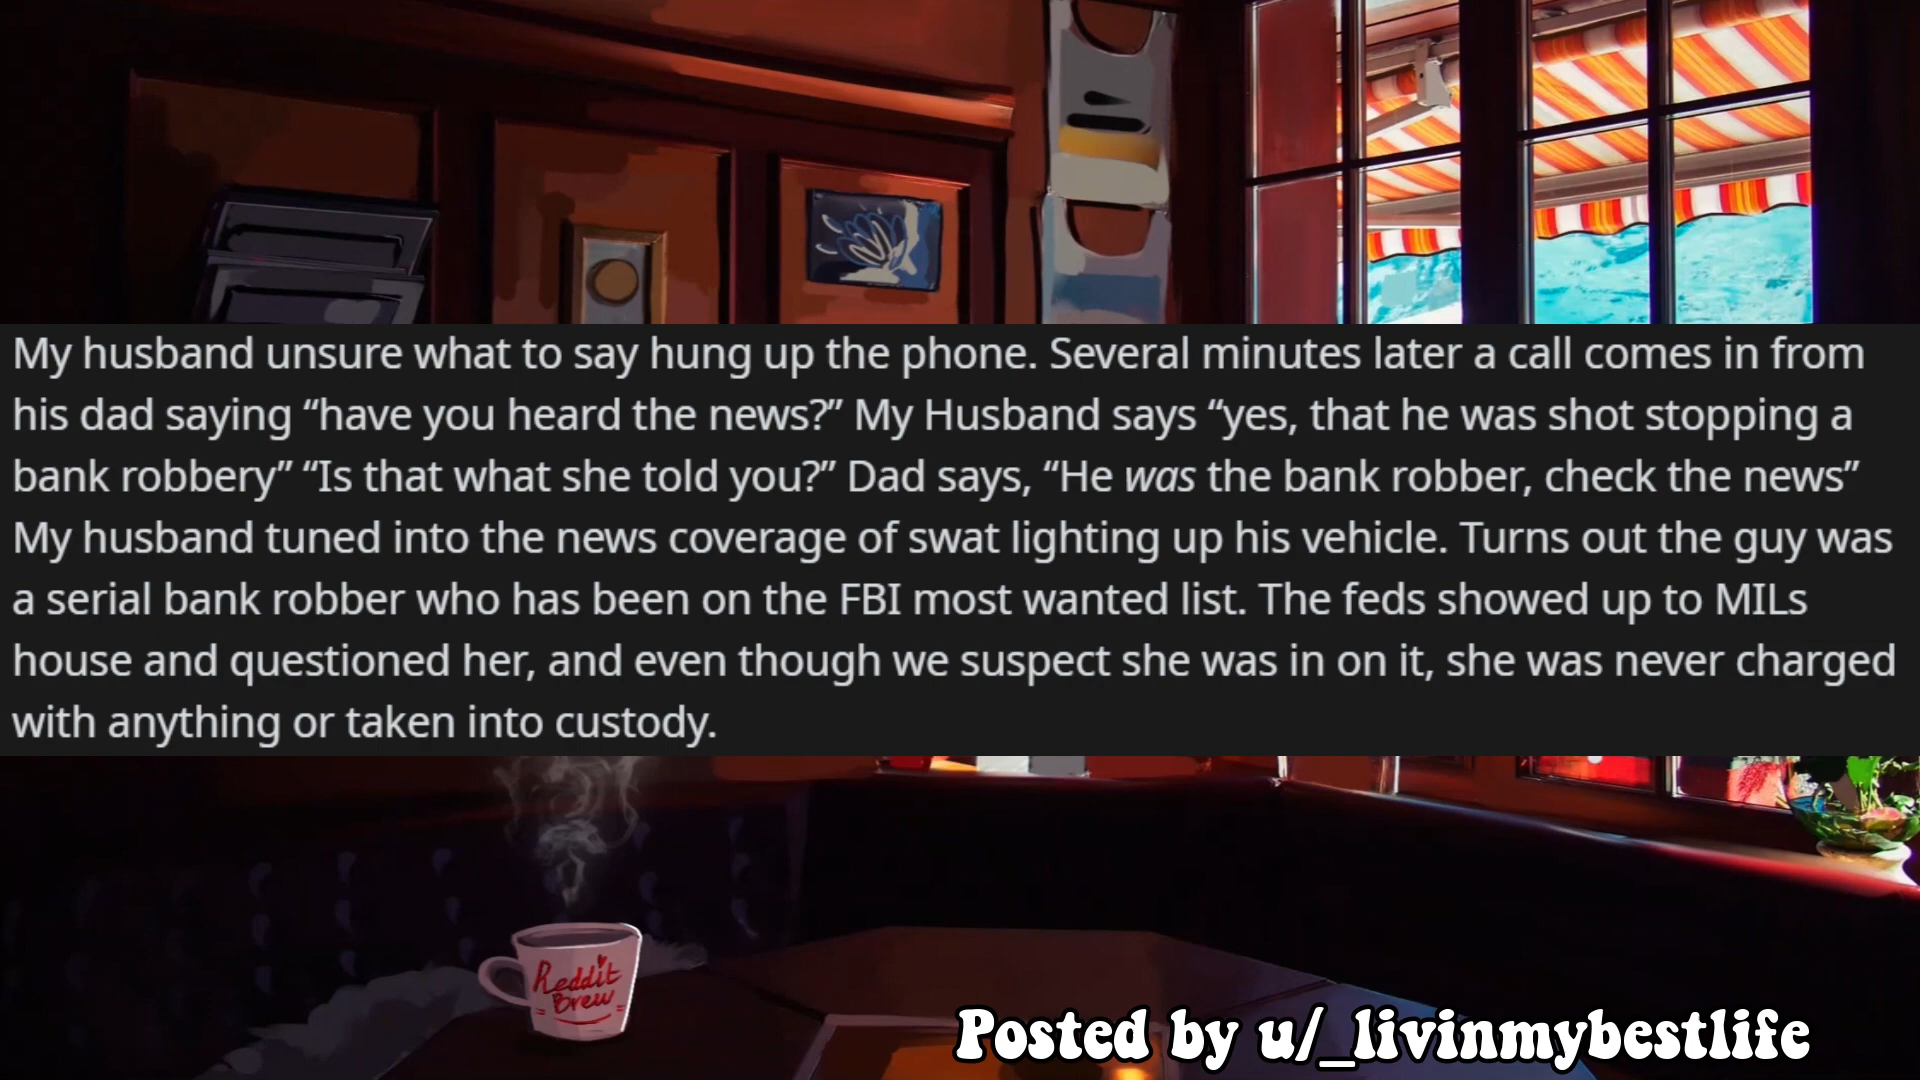 My husband unsure what to say hung up the phone. Several minutes later a call comes in from
his dad saying “have you heard the news?” My Husband says “yes, that he was shot stopping a
bank robbery” “Is that what she told you?” Dad says, “He was the bank robber, check the news”
My husband tuned into the news coverage of swat lighting up his vehicle. Turns out the guy was
a serial bank robber who has been on the FBI most wanted list. The feds showed up to MILs
house and questioned her, and even though we suspect she was in on it, she was never charged
with anything or taken into custody.
Reddit
Brew
Posted by u/_livinmybestlife